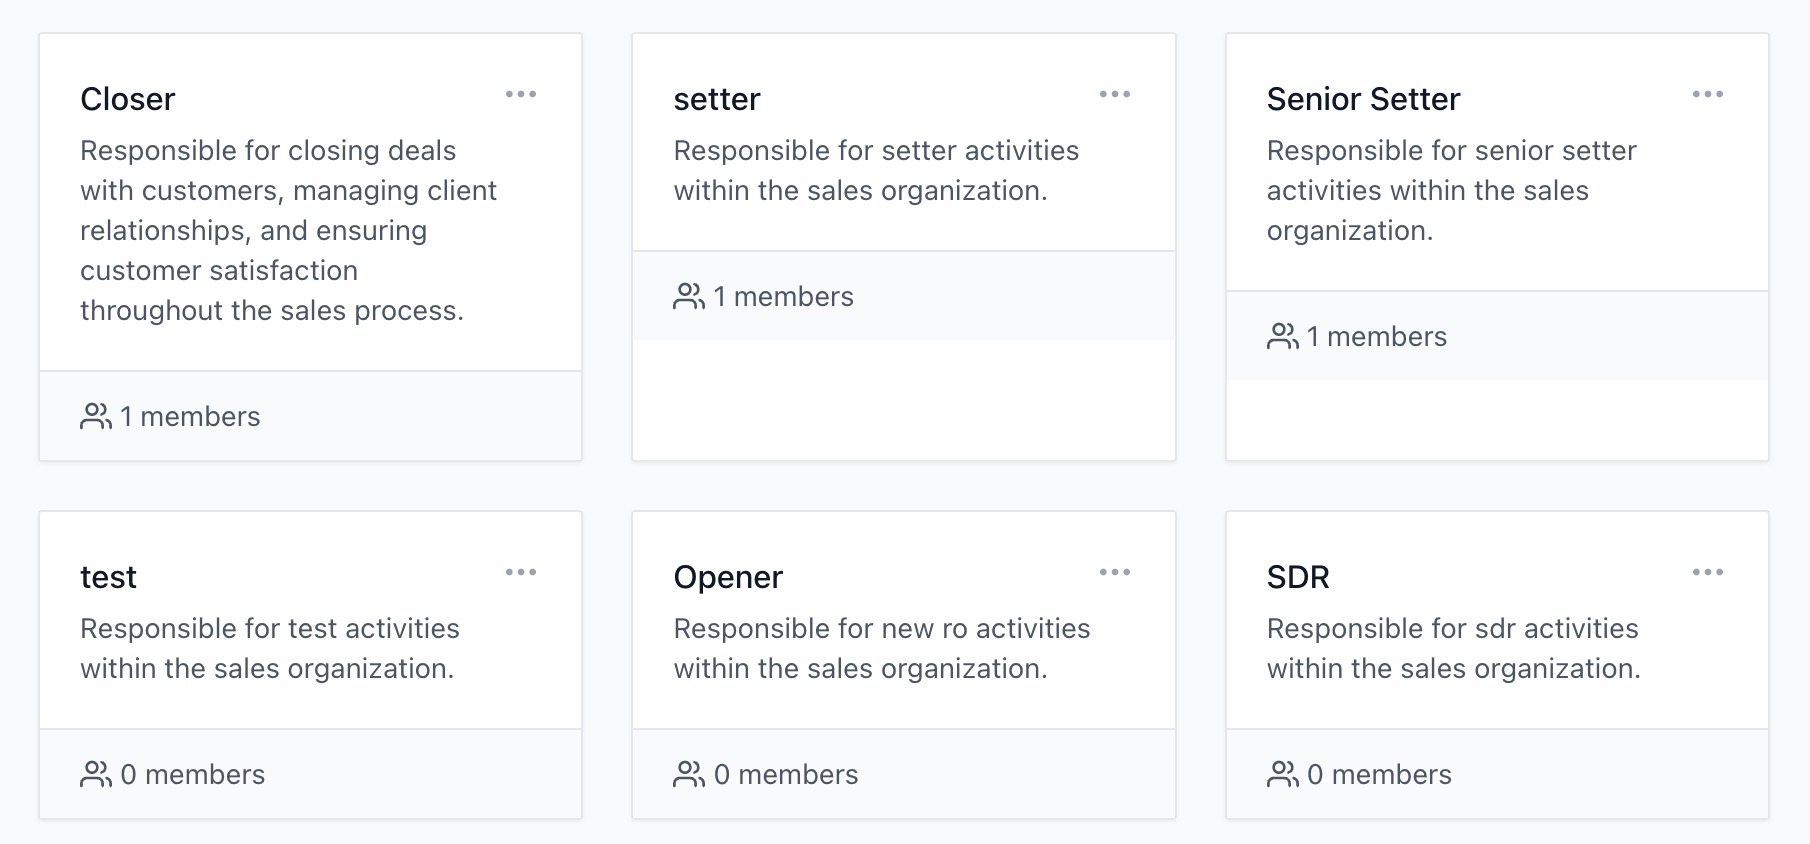 Closer
Responsible for closing deals
with customers, managing client
relationships, and ensuring
customer satisfaction
throughout the sales process.
1 members
setter
Responsible for setter activities
within the sales organization.
1 members
Senior Setter
Responsible for senior setter
activities within the sales
organization.
1 members
test
Responsible for test activities
within the sales organization.
0 members
Opener
Responsible for new ro activities
within the sales organization.
0 members
SDR
Responsible for sdr activities
within the sales organization.
0 members